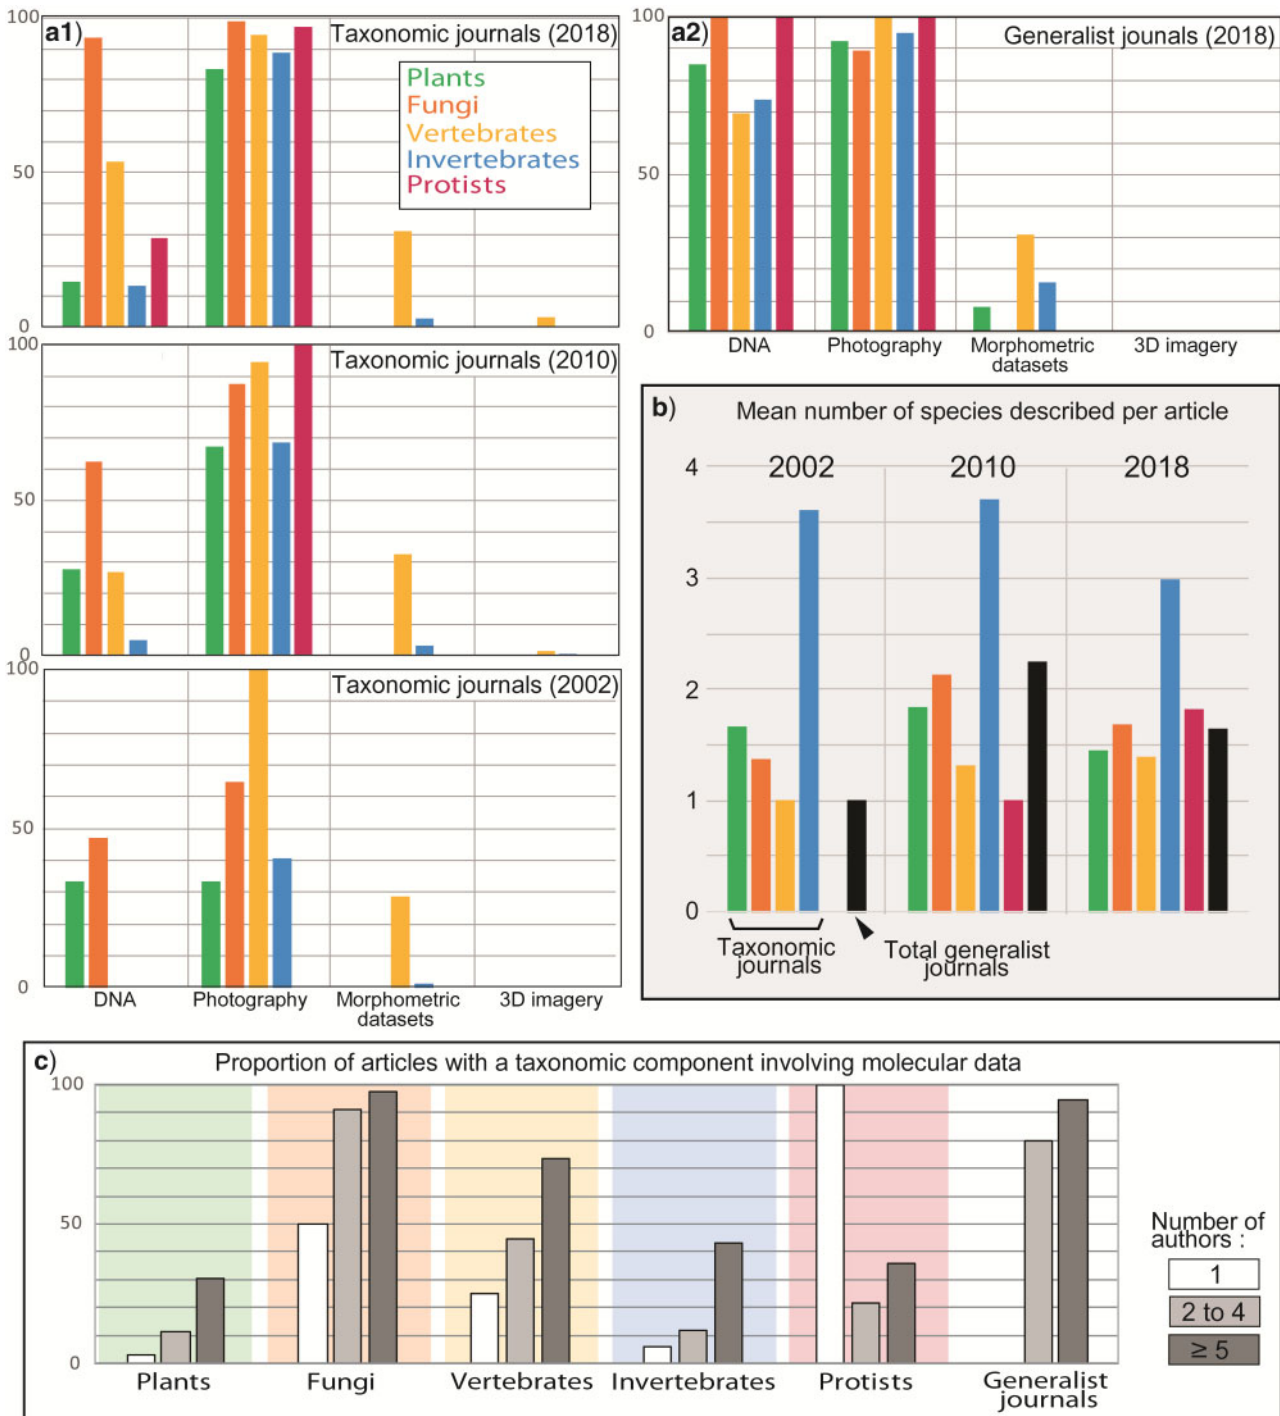 a1)
Taxonomic journals (2018)
100
50
0
Plants
Fungi
Vertebrates
Invertebrates
Protists
Taxonomic journals (2010)
100
50
0
Taxonomic journals (2002)
100
50
0
DNA
Photography
Morphometric
datasets
3D imagery
a2)
Generalist jounals (2018)
100
50
0
DNA
Photography
Morphometric
datasets
3D imagery
b)
Mean number of species described per article
2002
2010
2018
4
3
2
1
0
Taxonomic
journals
Total generalist
journals
c)
Proportion of articles with a taxonomic component involving molecular data
100
50
0
Plants
Fungi
Vertebrates
Invertebrates
Protists
Generalist
journals
Number of
authors :
1
2 to 4
≥ 5